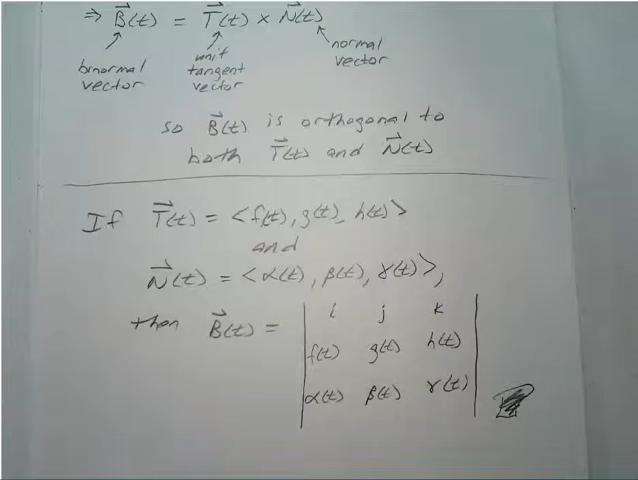 ⇒ B⃗(t) = T⃗(t) × N⃗(t)
binormal vector
unit tangent vector
normal vector
so B⃗(t) is orthogonal to
both T⃗(t) and N⃗(t)
If T⃗(t) = <f(t), g(t), h(t)>
and
N⃗(t) = <α(t), β(t), γ(t)>,
then B⃗(t) =
| i j k |
| f(t) g(t) h(t) |
| α(t) β(t) γ(t) |